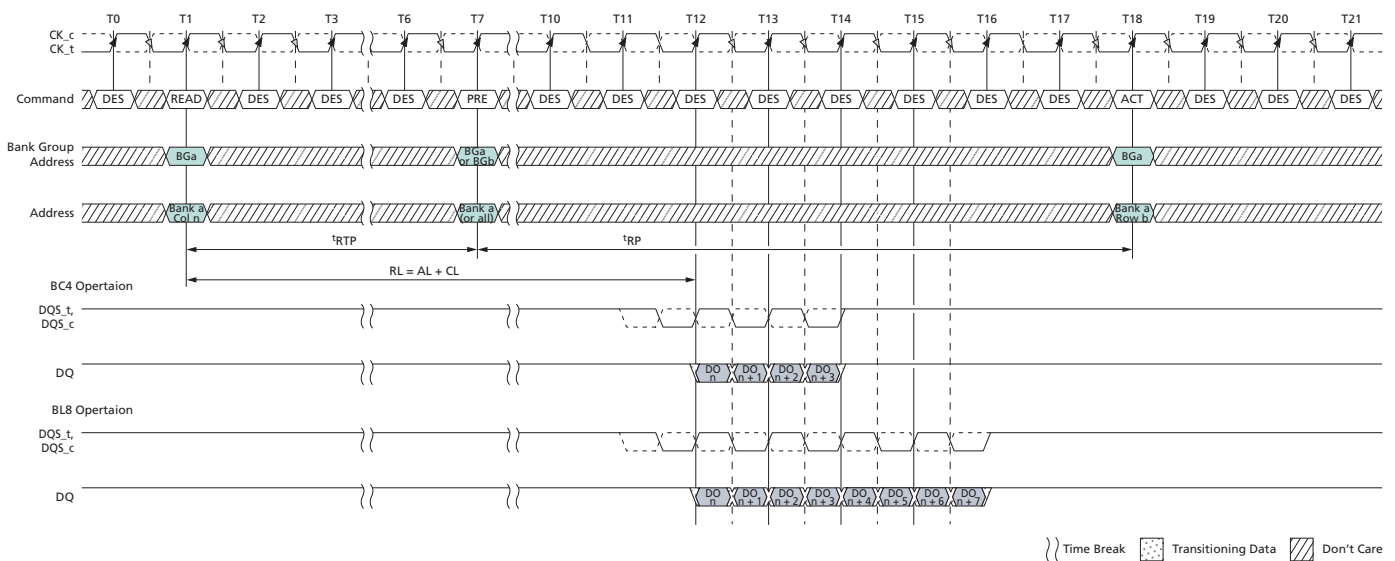 T0 T1 T2 T3 T6 T7 T10 T11 T12 T13 T14 T15 T16 T17 T18 T19 T20 T21
CK_c
CK_t
Command DES READ DES DES DES PRE DES DES DES DES DES DES DES DES ACT DES DES DES
Bank Group
Address
BGa
BGa
or BGb
BGa
Address
Bank a
Col n
Bank a
(or all)
Bank a
Row b
tRTP
tRP
RL = AL + CL
BC4 Opertaion
DQS_t,
DQS_c
DQ
DO
n
DO
n + 1
DO
n + 2
DO
n + 3
BL8 Opertaion
DQS_t,
DQS_c
DQ
DO
n
DO
n + 1
DO
n + 2
DO
n + 3
DO
n + 4
DO
n + 5
DO
n + 6
DO
n + 7
Time Break Transitioning Data Don't Care